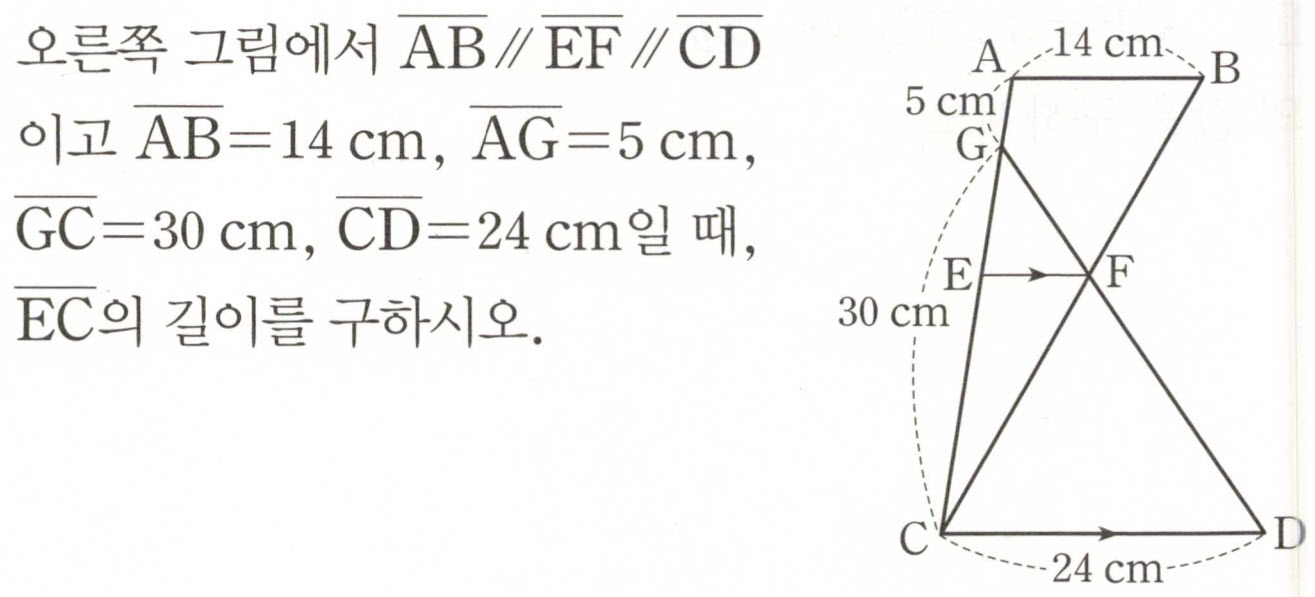 오른쪽 그림에서 $\overline{AB} /\!/ \overline{EF} /\!/ \overline{CD}$
이고 $\overline{AB}=14$ cm, $\overline{AG}=5$ cm,
$\overline{GC}=30$ cm, $\overline{CD}=24$ cm일 때,
$\overline{EC}$의 길이를 구하시오.
A 14 cm B
5 cm
G
E F
30 cm
C D
24 cm